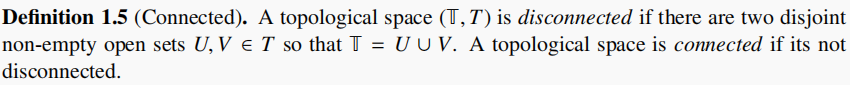 Definition 1.5 (Connected). A topological space (𝕋, T) is disconnected if there are two disjoint
non-empty open sets U, V ∈ T so that 𝕋 = U ∪ V. A topological space is connected if its not
disconnected.